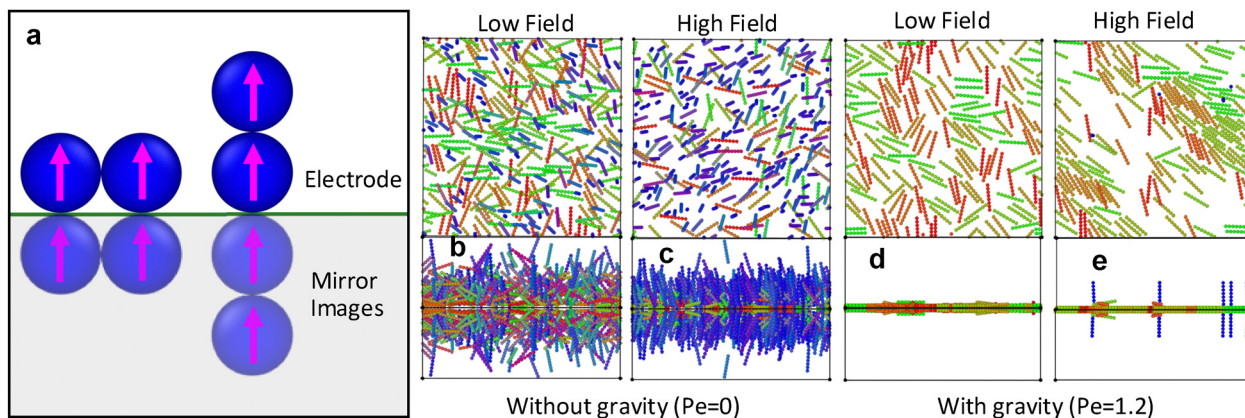 a
Electrode
Mirror
Images
Low Field
High Field
b
c
Without gravity (Pe=0)
Low Field
High Field
d
e
With gravity (Pe=1.2)